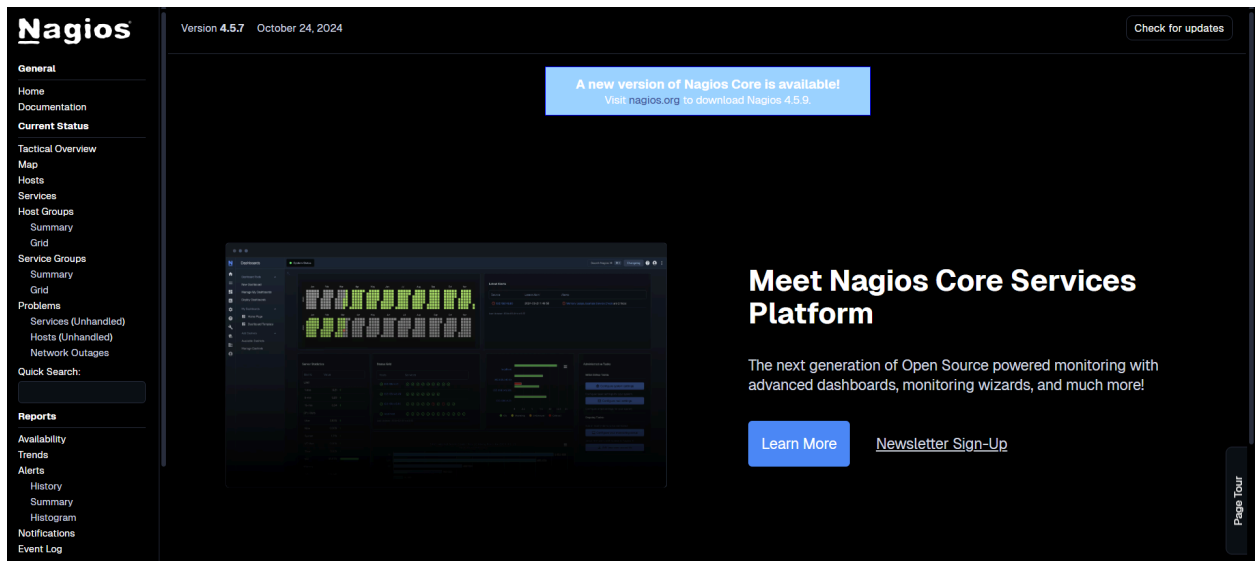 Nagios
General
Home
Documentation
Current Status
Tactical Overview
Map
Hosts
Services
Host Groups
Summary
Grid
Service Groups
Summary
Grid
Problems
Services (Unhandled)
Hosts (Unhandled)
Network Outages
Quick Search:
Reports
Availability
Trends
Alerts
History
Summary
Histogram
Notifications
Event Log
Version 4.5.7 October 24, 2024
Check for updates
A new version of Nagios Core is available!
Visit nagios.org to download Nagios 4.5.9.
Meet Nagios Core Services
Platform
The next generation of Open Source powered monitoring with
advanced dashboards, monitoring wizards, and much more!
Learn More
Newsletter Sign-Up
Page Tour